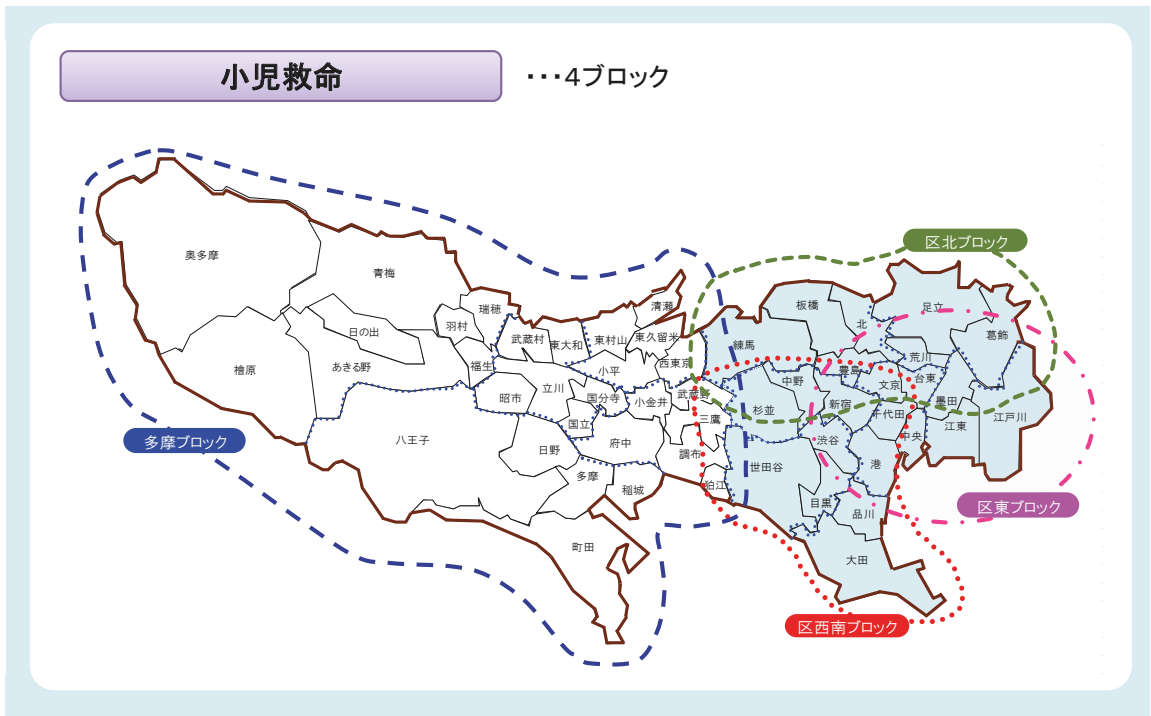 小児救命
・・・４ブロック
区北ブロック
奥多摩
青梅
瑞穂
清瀬
板橋
足立
羽村
日の出
武蔵村
東大和
東村山
東久留米
練馬
北
葛飾
檜原
あきる野
福生
小平
西東京
豊島
荒川
昭市
立川
国分寺
小金井
武蔵野
中野
文京
台東
杉並
新宿
千代田
墨田
江戸川
国立
三鷹
江東
多摩ブロック
八王子
日野
府中
調布
渋谷
中央
世田谷
港
多摩
稲城
狛江
目黒
品川
区東ブロック
町田
大田
区西南ブロック